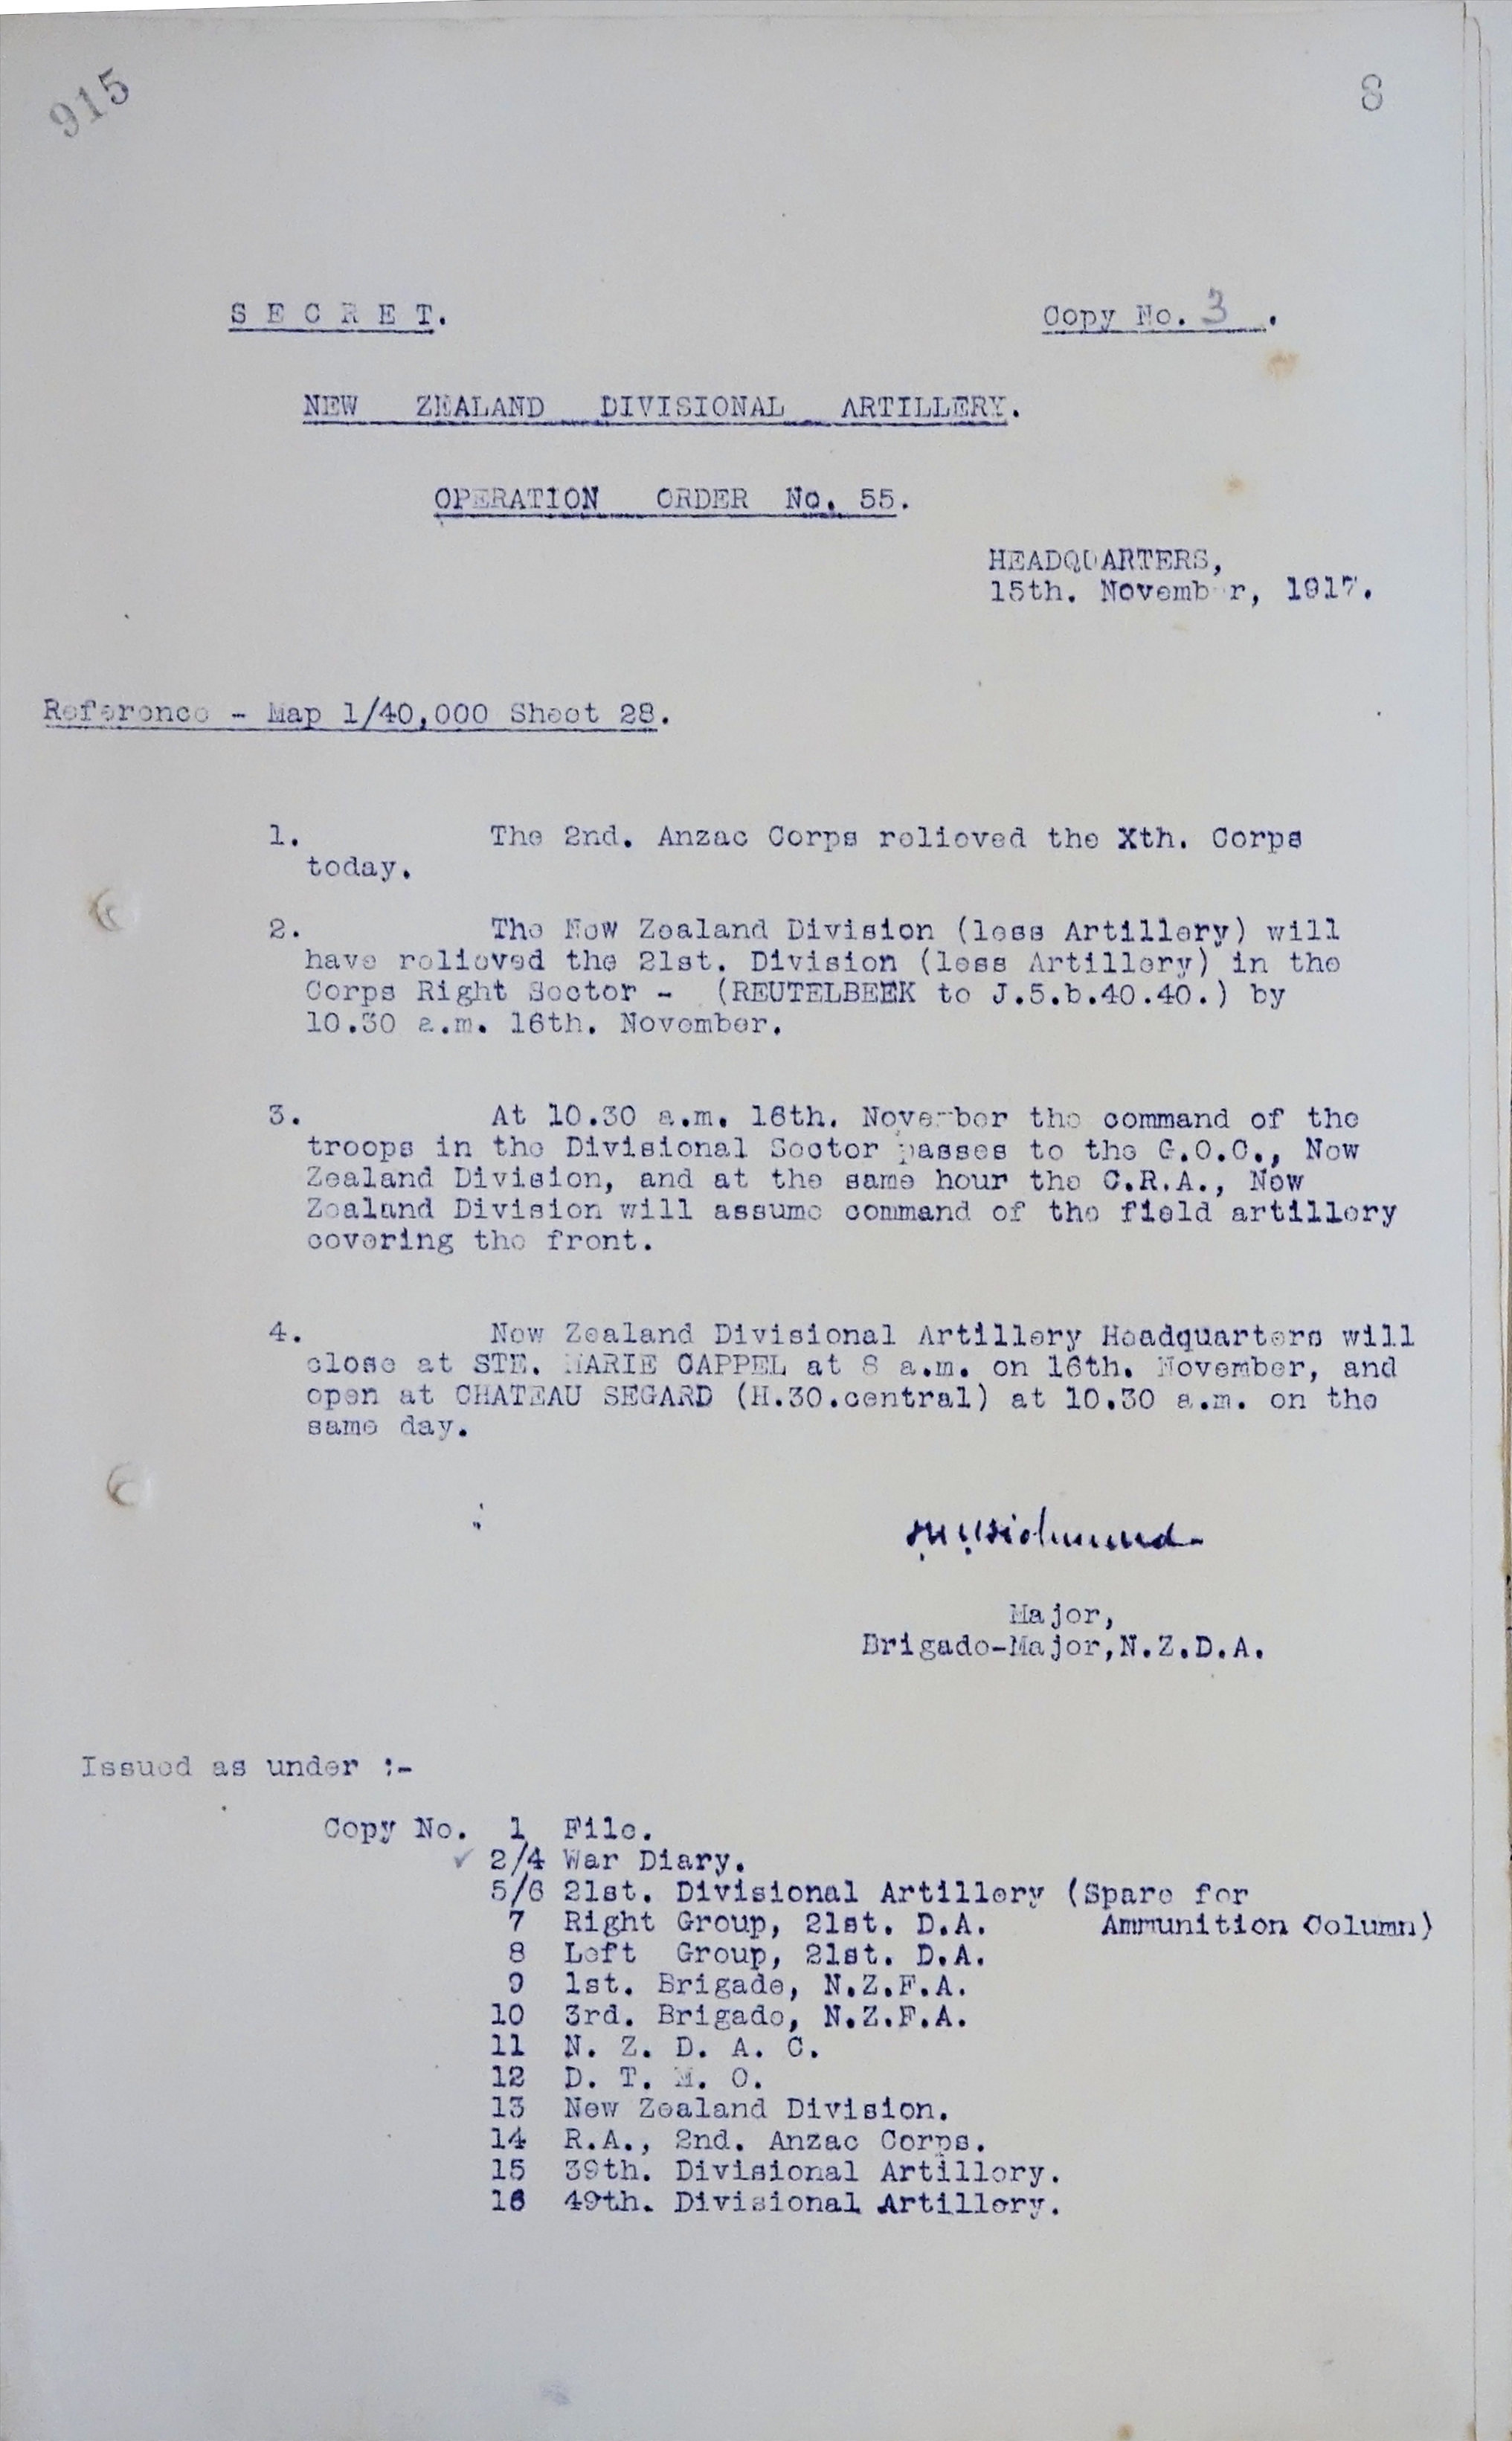 915
8
S E C R E T.
Copy No. 3 .
NEW ZEALAND DIVISIONAL ARTILLERY.
OPERATION ORDER No. 55.
HEADQUARTERS,
15th. November, 1917.
Reference - Map 1/40,000 Sheet 28.
1. The 2nd. Anzac Corps relieved the Xth. Corps
today.
2. The New Zealand Division (less Artillery) will
have relieved the 21st. Division (less Artillery) in the
Corps Right Sector - (REUTELBEEK to J.5.b.40.40.) by
10.30 a.m. 16th. November.
3. At 10.30 a.m. 16th. November the command of the
troops in the Divisional Sector passes to the G.O.C., New
Zealand Division, and at the same hour the C.R.A., New
Zealand Division will assume command of the field artillery
covering the front.
4. New Zealand Divisional Artillery Headquarters will
close at STE. MARIE CAPPEL at 8 a.m. on 16th. November, and
open at CHATEAU SEGARD (H.30.central) at 10.30 a.m. on the
same day.
Major,
Brigade-Major,N.Z.D.A.
Issued as under :-
Copy No. 1 File.
✓ 2/4 War Diary.
5/6 21st. Divisional Artillery (Spare for
7 Right Group, 21st. D.A. Ammunition Column)
8 Left Group, 21st. D.A.
9 1st. Brigade, N.Z.F.A.
10 3rd. Brigade, N.Z.F.A.
11 N. Z. D. A. C.
12 D. T. M. O.
13 New Zealand Division.
14 R.A., 2nd. Anzac Corps.
15 39th. Divisional Artillery.
16 49th. Divisional Artillery.